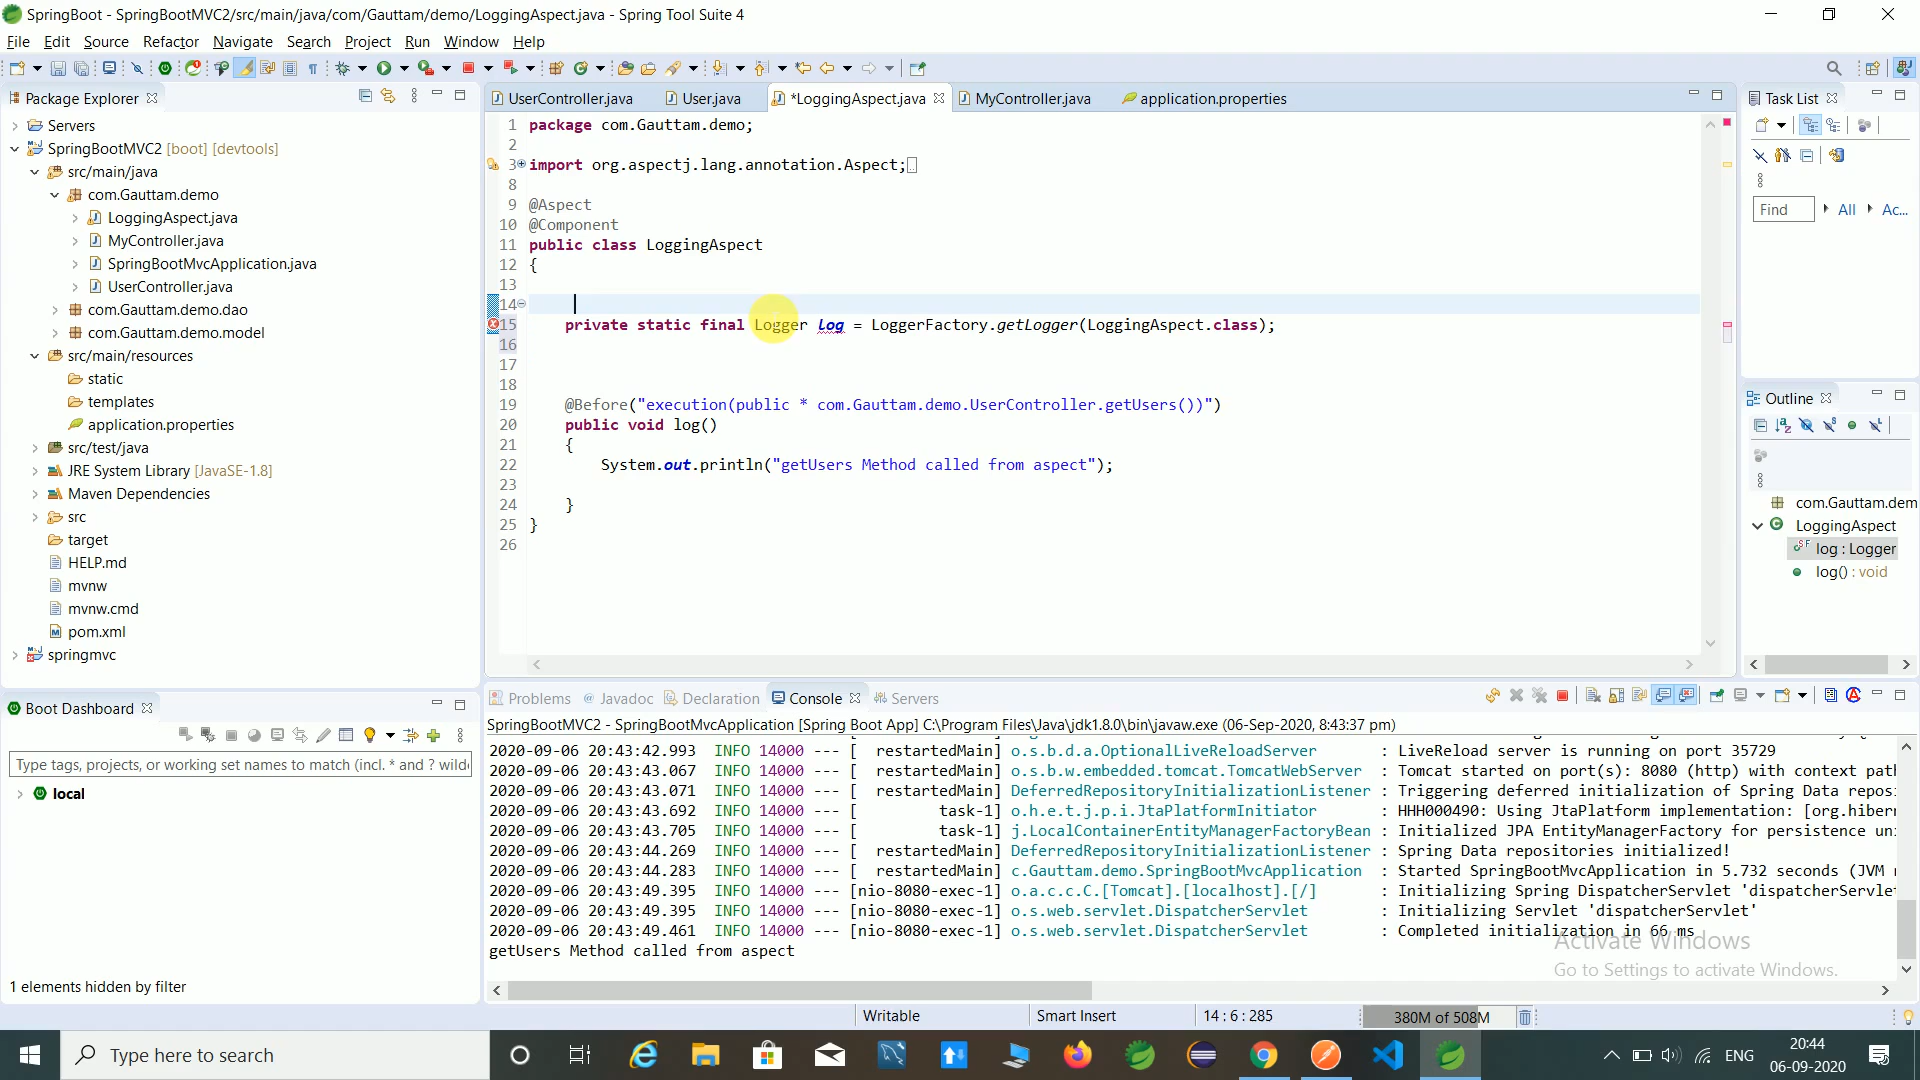 SpringBoot - SpringBootMVC2/src/main/java/com/Gauttam/demo/LoggingAspect.java - Spring Tool Suite 4
File Edit Source Refactor Navigate Search Project Run Window Help
Package Explorer
Servers
SpringBootMVC2 [boot] [devtools]
src/main/java
com.Gauttam.demo
LoggingAspect.java
MyController.java
SpringBootMvcApplication.java
UserController.java
com.Gauttam.demo.dao
com.Gauttam.demo.model
src/main/resources
static
templates
application.properties
src/test/java
JRE System Library [JavaSE-1.8]
Maven Dependencies
src
target
HELP.md
mvnw
mvnw.cmd
pom.xml
springmvc
UserController.java User.java *LoggingAspect.java MyController.java application.properties
1 package com.Gauttam.demo;
2
3 import org.aspectj.lang.annotation.Aspect;
8
9 @Aspect
10 @Component
11 public class LoggingAspect
12 {
13
14
15 private static final Logger log = LoggerFactory.getLogger(LoggingAspect.class);
16
17
18
19 @Before("execution(public * com.Gauttam.demo.UserController.getUsers())")
20 public void log()
21 {
22 System.out.println("getUsers Method called from aspect");
23
24 }
25 }
26
Task List
Find All Ac...
Outline
com.Gauttam.dem
LoggingAspect
log : Logger
log() : void
Boot Dashboard
Type tags, projects, or working set names to match (incl. * and ? wild
local
1 elements hidden by filter
Problems Javadoc Declaration Console Servers
SpringBootMVC2 - SpringBootMvcApplication [Spring Boot App] C:\Program Files\Java\jdk1.8.0\bin\javaw.exe (06-Sep-2020, 8:43:37 pm)
2020-09-06 20:43:42.993 INFO 14000 --- [ restartedMain] o.s.b.d.a.OptionalLiveReloadServer : LiveReload server is running on port 35729
2020-09-06 20:43:43.067 INFO 14000 --- [ restartedMain] o.s.b.w.embedded.tomcat.TomcatWebServer : Tomcat started on port(s): 8080 (http) with context pat
2020-09-06 20:43:43.071 INFO 14000 --- [ restartedMain] DeferredRepositoryInitializationListener : Triggering deferred initialization of Spring Data repos
2020-09-06 20:43:43.692 INFO 14000 --- [ task-1] o.h.e.t.j.p.i.JtaPlatformInitiator : HHH000490: Using JtaPlatform implementation: [org.hiber
2020-09-06 20:43:43.705 INFO 14000 --- [ task-1] j.LocalContainerEntityManagerFactoryBean : Initialized JPA EntityManagerFactory for persistence un
2020-09-06 20:43:44.269 INFO 14000 --- [ restartedMain] DeferredRepositoryInitializationListener : Spring Data repositories initialized!
2020-09-06 20:43:44.283 INFO 14000 --- [ restartedMain] c.Gauttam.demo.SpringBootMvcApplication : Started SpringBootMvcApplication in 5.732 seconds (JVM
2020-09-06 20:43:49.395 INFO 14000 --- [nio-8080-exec-1] o.a.c.c.C.[Tomcat].[localhost].[/] : Initializing Spring DispatcherServlet 'dispatcherServle
2020-09-06 20:43:49.395 INFO 14000 --- [nio-8080-exec-1] o.s.web.servlet.DispatcherServlet : Initializing Servlet 'dispatcherServlet'
2020-09-06 20:43:49.461 INFO 14000 --- [nio-8080-exec-1] o.s.web.servlet.DispatcherServlet : Completed initialization in 66 ms
getUsers Method called from aspect
Activate Windows
Go to Settings to activate Windows.
Writable Smart Insert 14 : 6 : 285 380M of 508M
Type here to search
ENG
20:44
06-09-2020